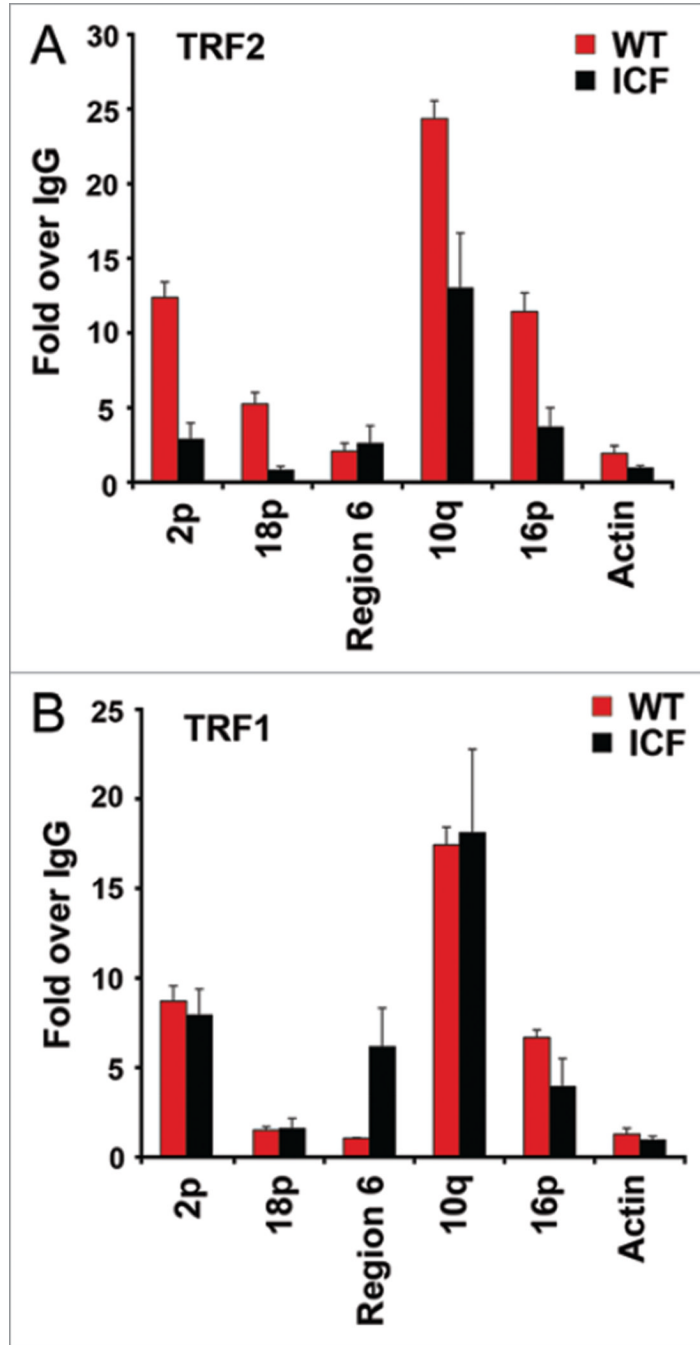 A
TRF2
WT
ICF
Fold over IgG
30
25
20
15
10
5
0
2p
18p
Region 6
10q
16p
Actin
B
TRF1
WT
ICF
Fold over IgG
25
20
15
10
5
0
2p
18p
Region 6
10q
16p
Actin